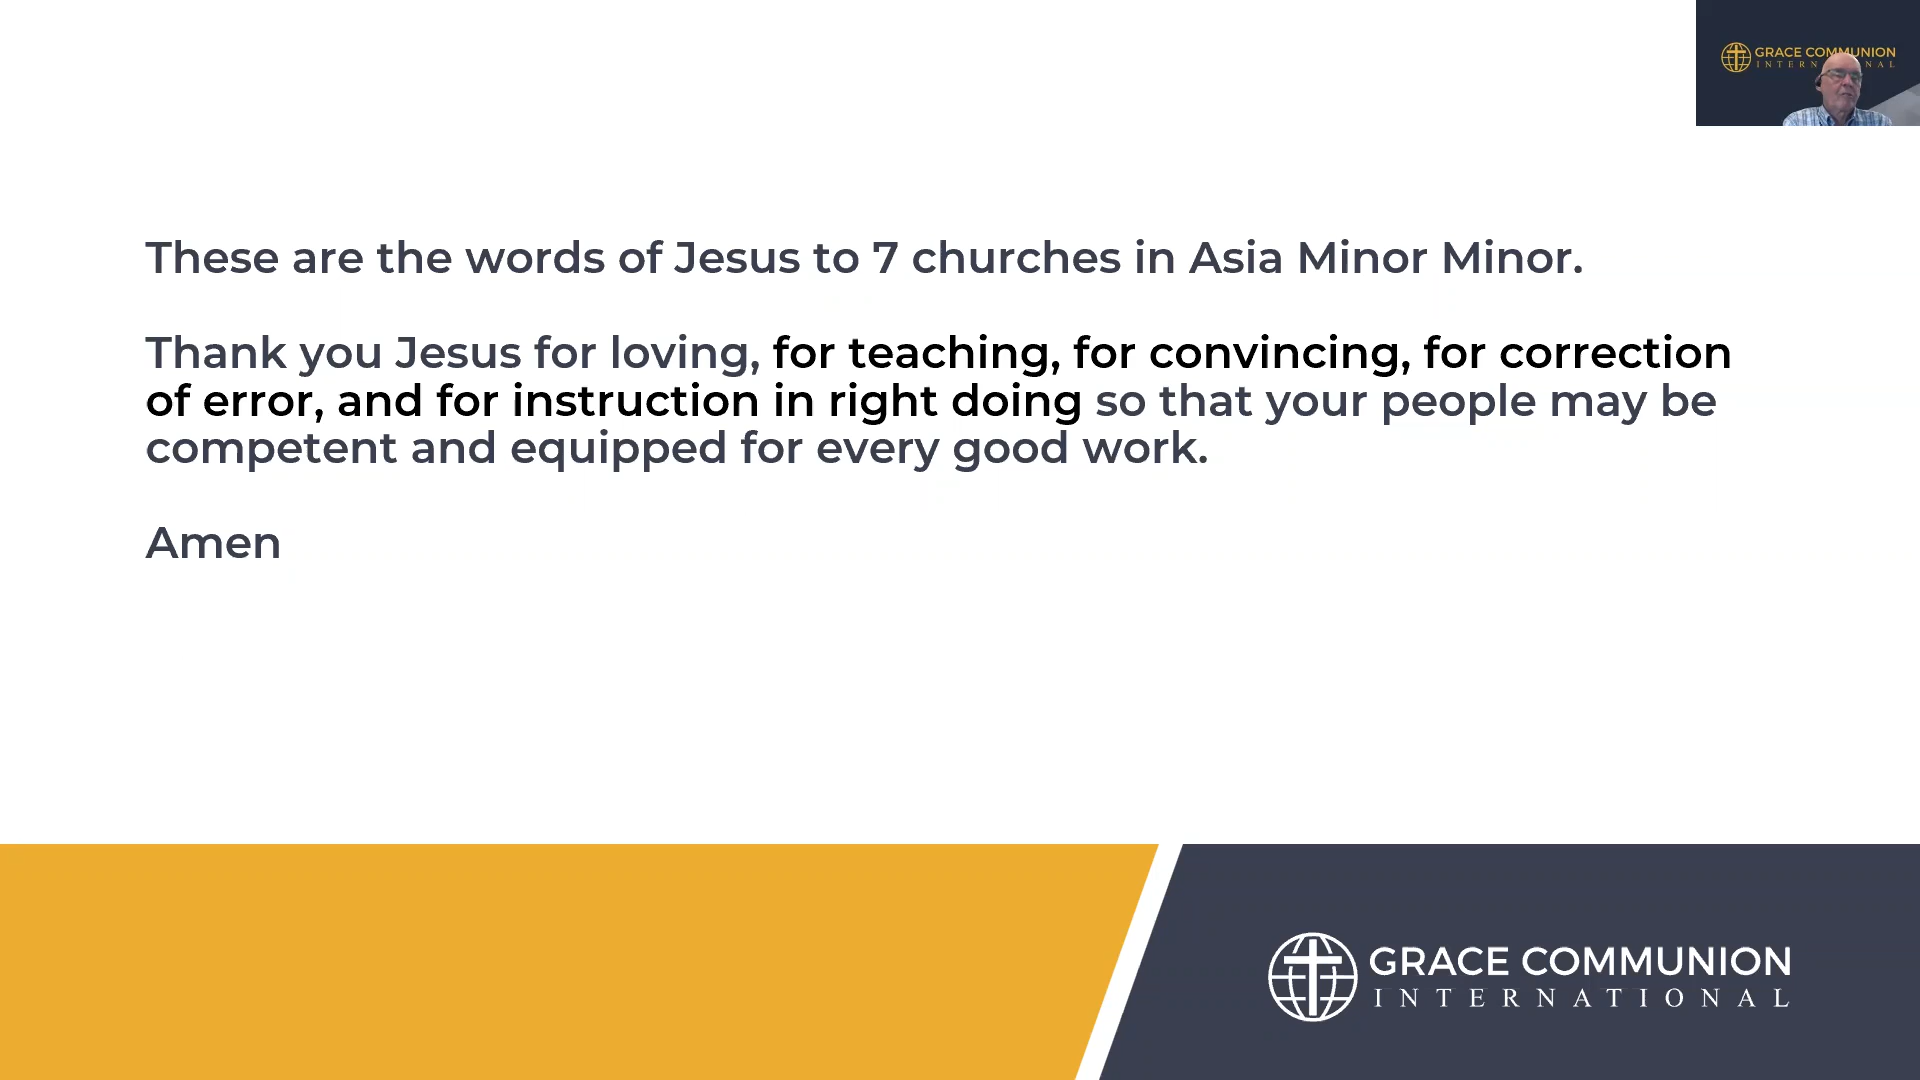 GRACE COMMUNION
These are the words of Jesus to 7 churches in Asia Minor Minor.
Thank you Jesus for loving, for teaching, for convincing, for correction
of error, and for instruction in right doing so that your people may be
competent and equipped for every good work.
Amen
GRACE COMMUNION
INTERNATIONAL